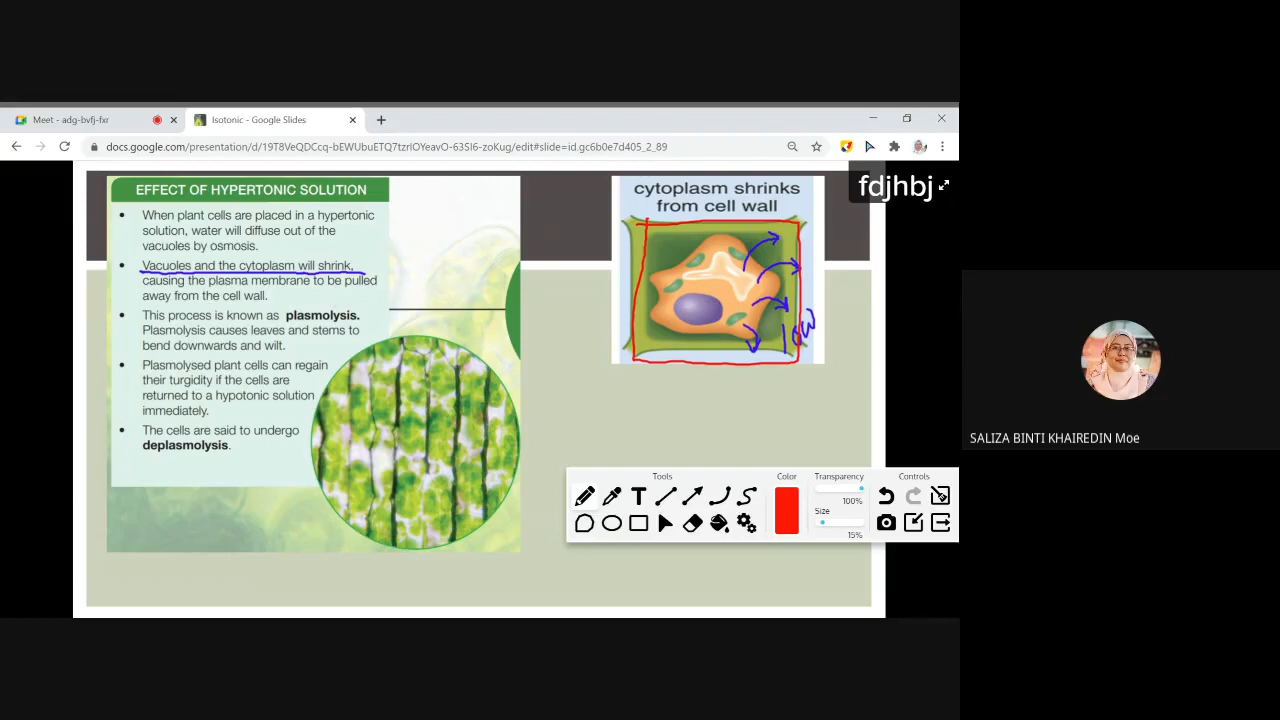 Meet - adg-bvfj-fxr
Isotonic - Google Slides
docs.google.com/presentation/d/19T8VeQDCcq-bEWUbuETQ7tzrIOYeavO-63SI6-zoKug/edit#slide=id.gc6b0e7d405_2_89
fdjhbj
EFFECT OF HYPERTONIC SOLUTION
• When plant cells are placed in a hypertonic
solution, water will diffuse out of the
vacuoles by osmosis.
• Vacuoles and the cytoplasm will shrink,
causing the plasma membrane to be pulled
away from the cell wall.
• This process is known as plasmolysis.
Plasmolysis causes leaves and stems to
bend downwards and wilt.
• Plasmolysed plant cells can regain
their turgidity if the cells are
returned to a hypotonic solution
immediately.
• The cells are said to undergo
deplasmolysis.
cytoplasm shrinks
from cell wall
low
Tools
Color
Transparency
Controls
100%
Size
15%
SALIZA BINTI KHAIREDIN Moe